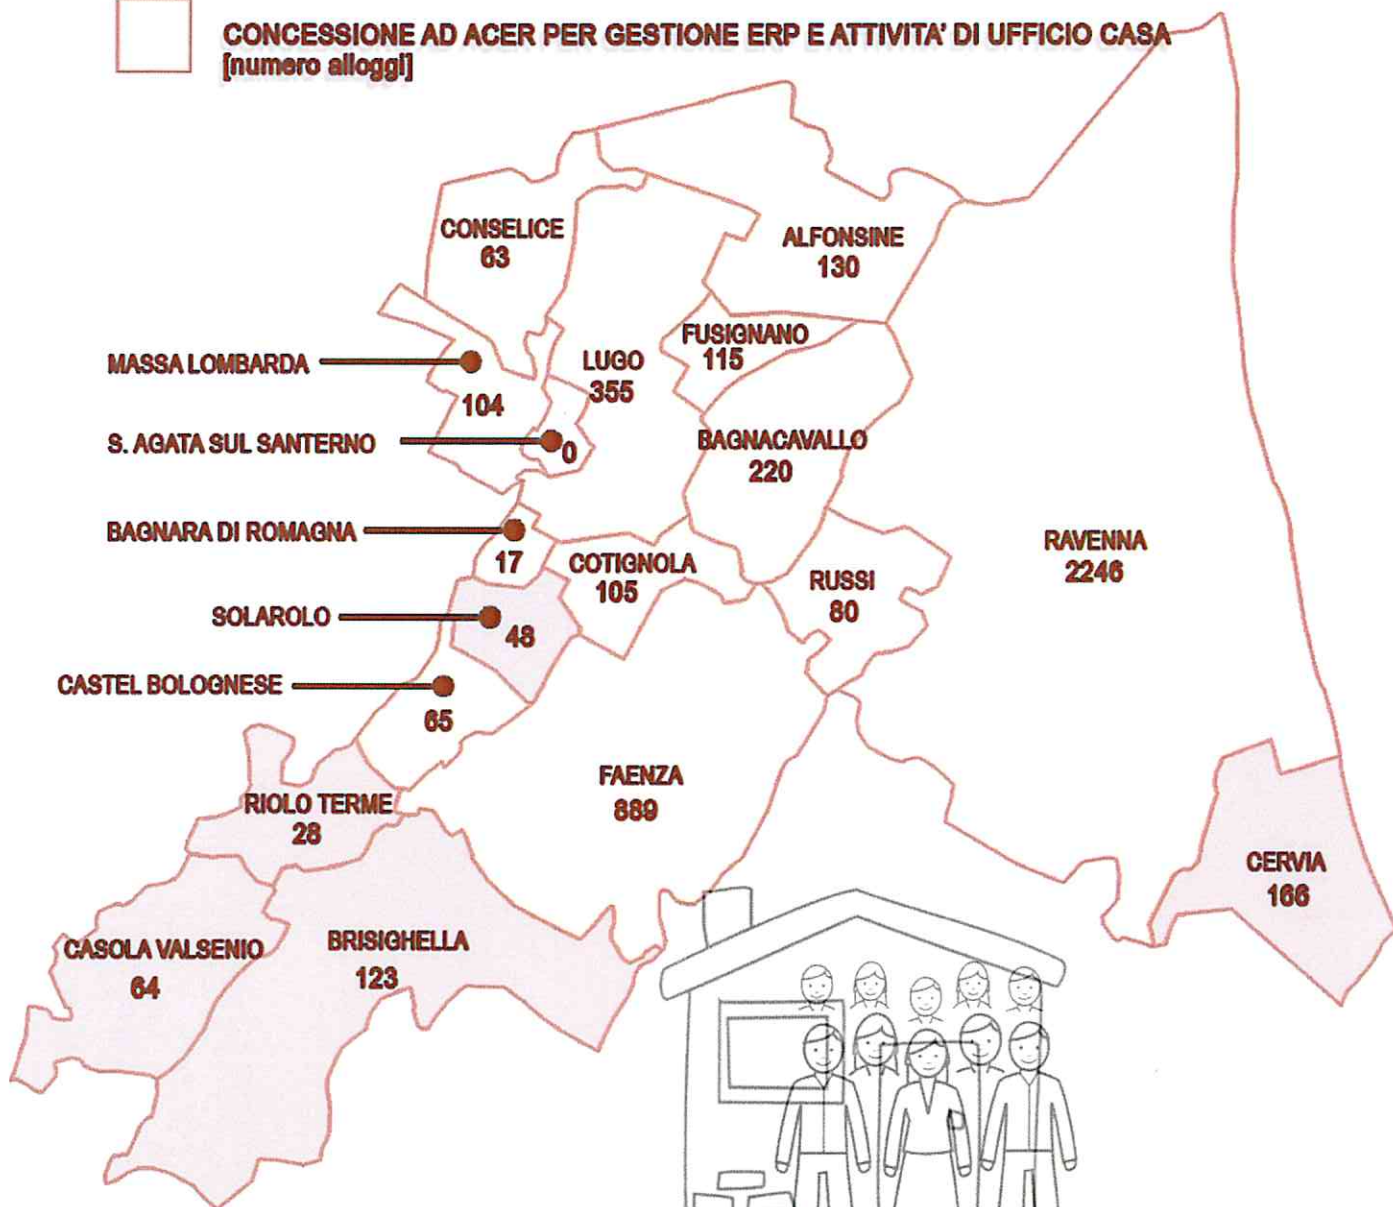 CONCESSIONE AD ACER PER GESTIONE ERP E ATTIVITA' DI UFFICIO CASA
[numero alloggi]
CONSELICE
63
ALFONSINE
130
FUSIGNANO
115
MASSA LOMBARDA
104
LUGO
355
S. AGATA SUL SANTERNO
0
BAGNACAVALLO
220
BAGNARA DI ROMAGNA
17
COTIGNOLA
105
RAVENNA
2246
RUSSI
80
SOLAROLO
48
CASTEL BOLOGNESE
65
FAENZA
889
RIOLO TERME
28
CERVIA
166
CASOLA VALSENIO
64
BRISIGHELLA
123